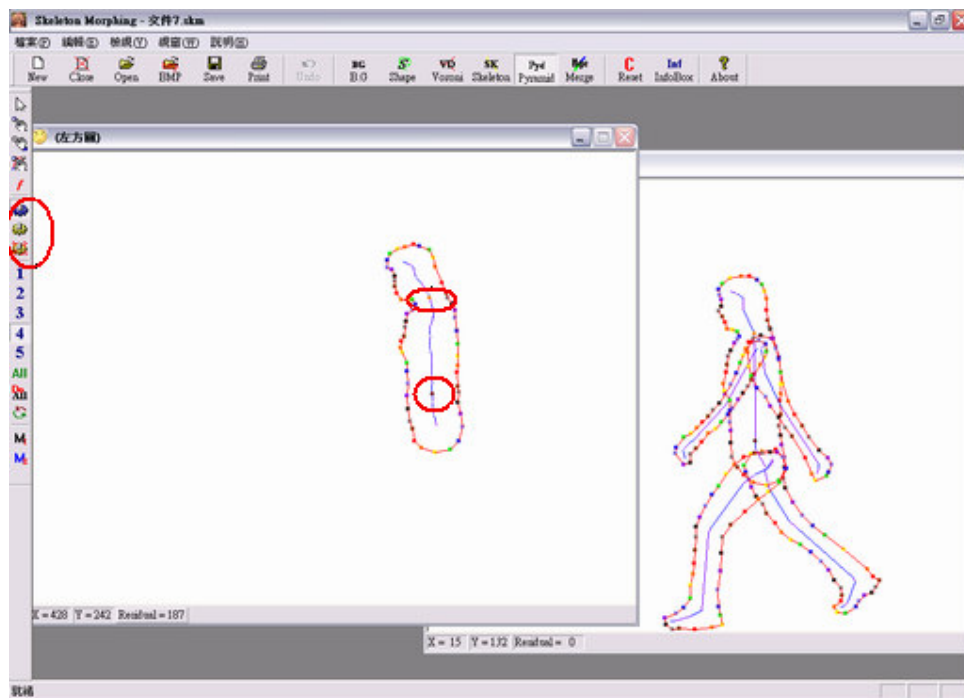 Skeleton Morphing - 文件7.skm
檔案(F) 編輯(E) 檢視(V) 視窗(W) 說明(H)
BG S VD SK Pyd C Inf ?
New Close Open BMP Save Print Undo B.G Shape Voronoi Skeleton Pyramid Merge Reset InfoBox About
(左方圖)
f
1
2
3
4
5
All
M
M
X = 428 Y = 242 Residual = 187
X = 15 Y = 132 Residual = 0
就緒